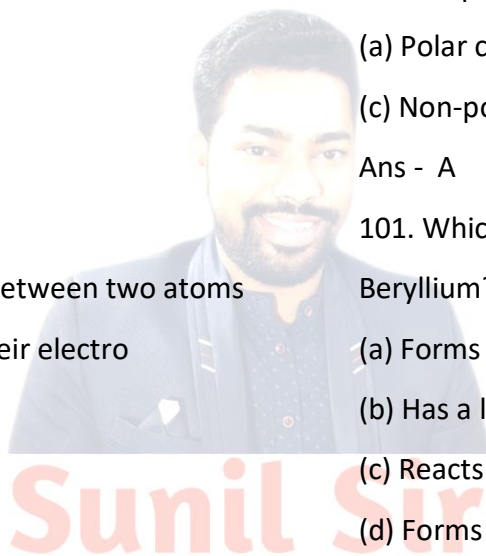 etween two atoms
eir electro
(a) Polar c
(c) Non-po
Ans - A
101. Whic
Beryllium?
(a) Forms
(b) Has a l
(c) Reacts
(d) Forms
Sunil Sir